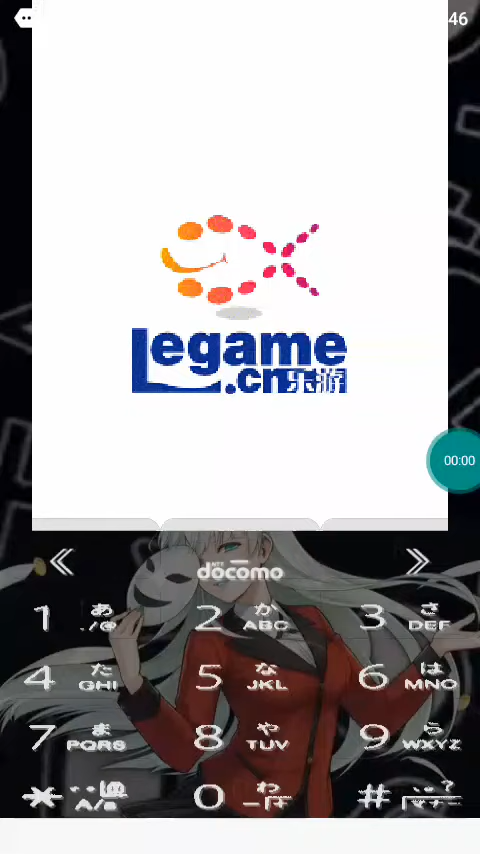 46
Legame
.cn乐游
00:00
NTT
docomo
1 あ ./@
2 か ABC
3 さ DEF
4 た GHI
5 な JKL
6 は MNO
7 ま PQRS
8 や TUV
9 ら WXYZ
* A/a
0 わ
#